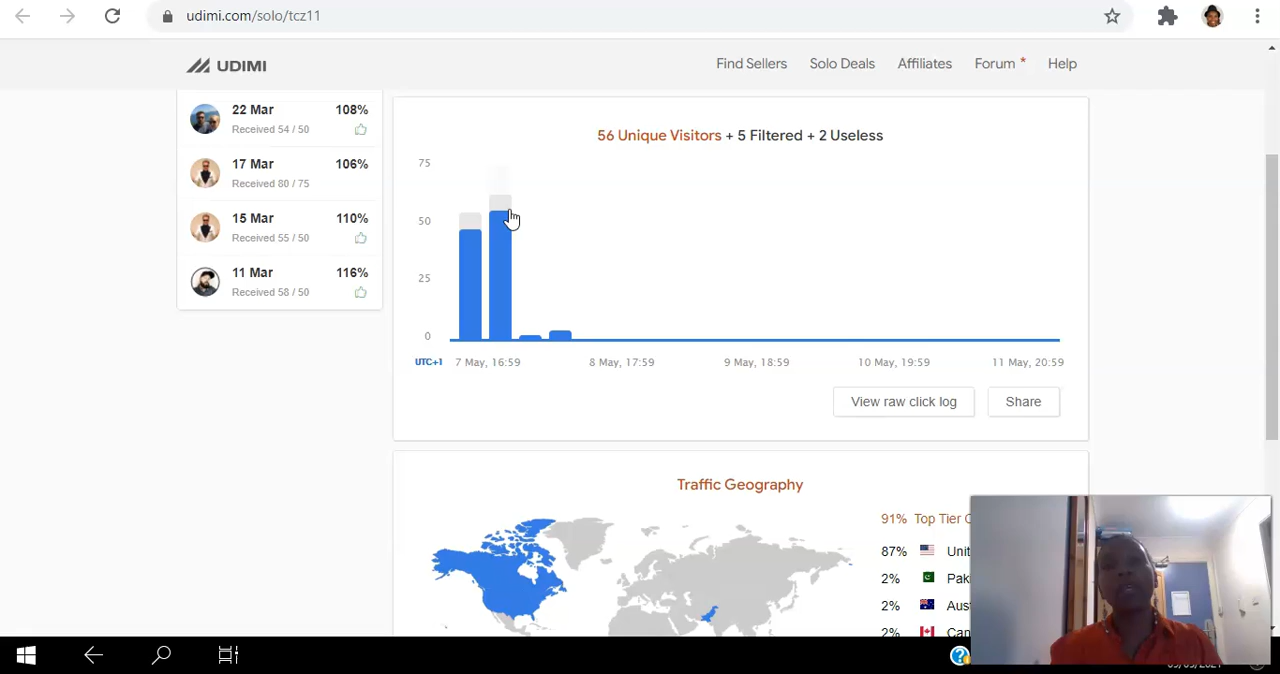 udimi.com/solo/tcz11
UDIMI
Find Sellers
Solo Deals
Affiliates
Forum *
Help
22 Mar 108%
Received 54 / 50
17 Mar 106%
Received 80 / 75
15 Mar 110%
Received 55 / 50
11 Mar 116%
Received 58 / 50
56 Unique Visitors + 5 Filtered + 2 Useless
75
50
25
0
UTC+1
7 May, 16:59
8 May, 17:59
9 May, 18:59
10 May, 19:59
11 May, 20:59
View raw click log
Share
Traffic Geography
91% Top Tier
87%
2%
2%
2%